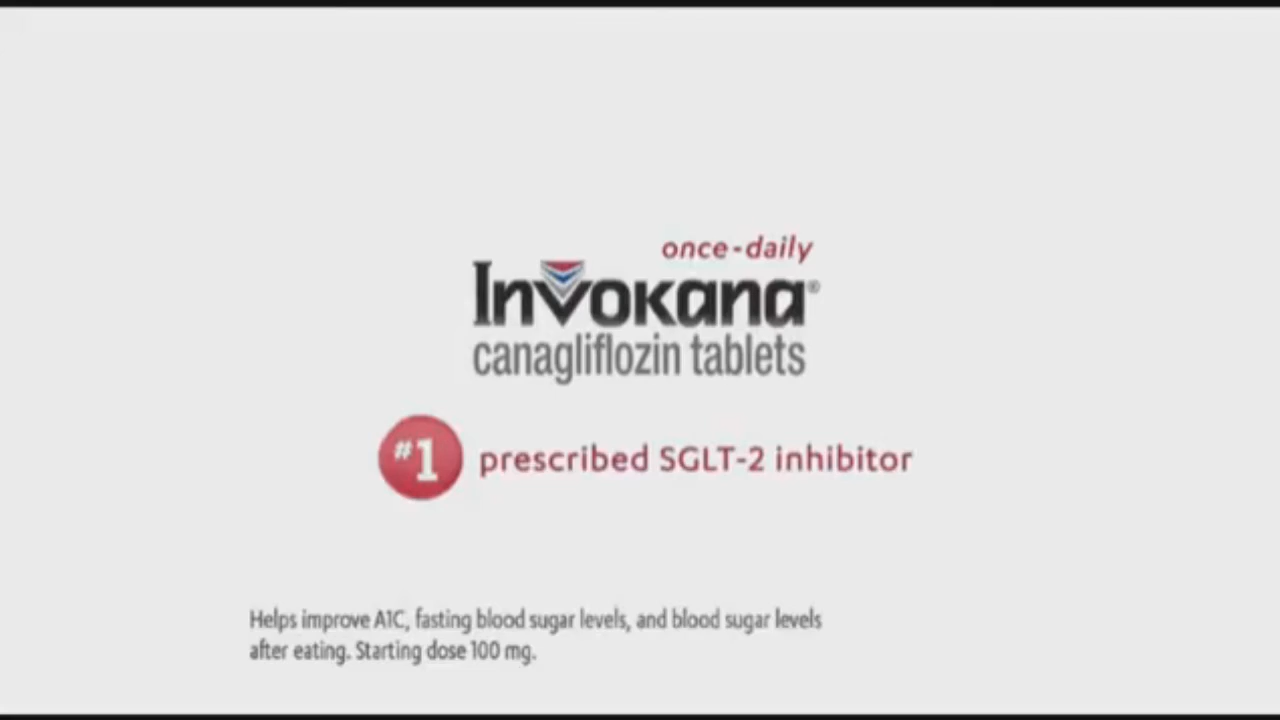 once-daily
Invokana®
canagliflozin tablets
#1 prescribed SGLT-2 inhibitor
Helps improve A1C, fasting blood sugar levels, and blood sugar levels
after eating. Starting dose 100 mg.